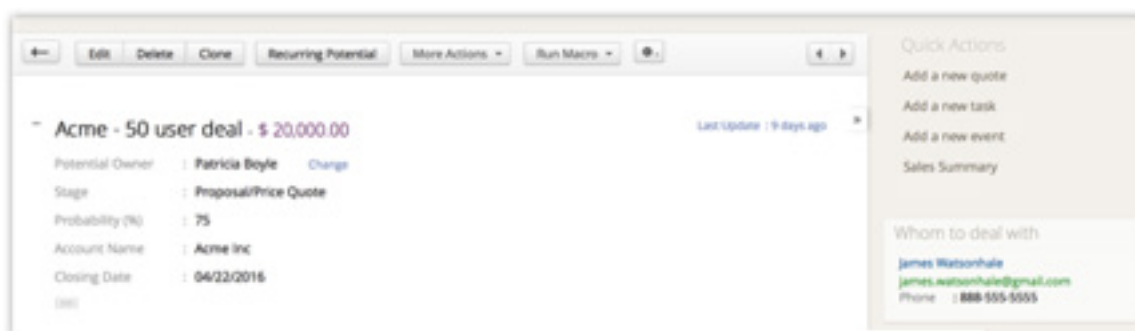 Edit Delete Clone Recurring Potential More Actions Run Macro
Acme - 50 user deal - $ 20,000.00
Last Update : 9 days ago
Potential Owner : Patricia Boyle Change
Stage : Proposal/Price Quote
Probability (%) : 75
Account Name : Acme Inc
Closing Date : 04/22/2016
Quick Actions
Add a new quote
Add a new task
Add a new event
Sales Summary
Whom to deal with
James Watsonhale
james.watsonhale@gmail.com
Phone : 888-555-5555